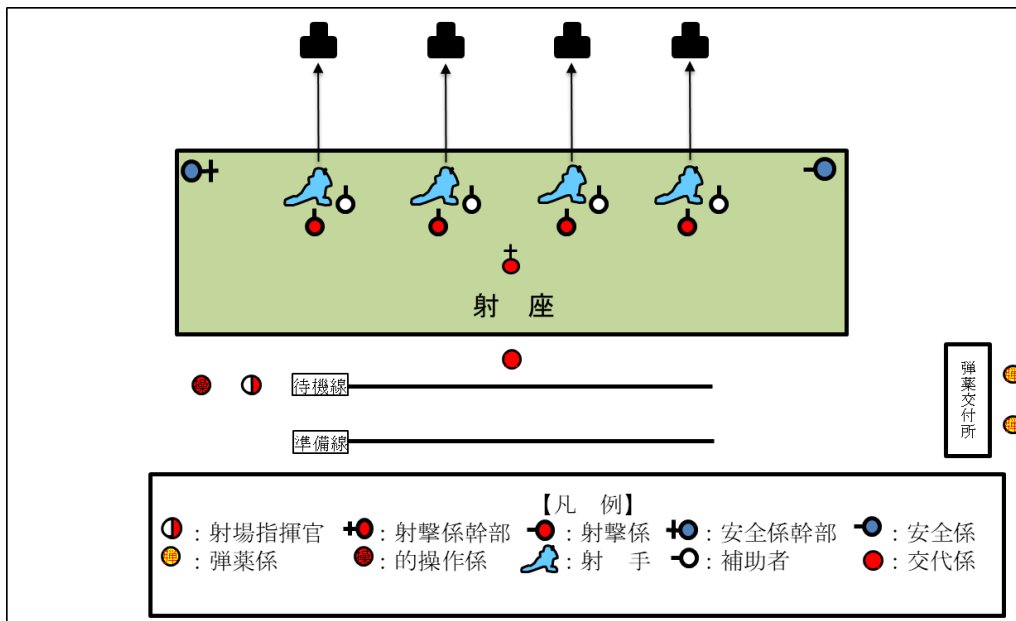 射　座
待機線
準備線
弾薬交付所
【凡　例】
：射場指揮官　：射撃係幹部　：射撃係　：安全係幹部　：安全係
：弾薬係　：的操作係　：射　手　：補助者　：交代係